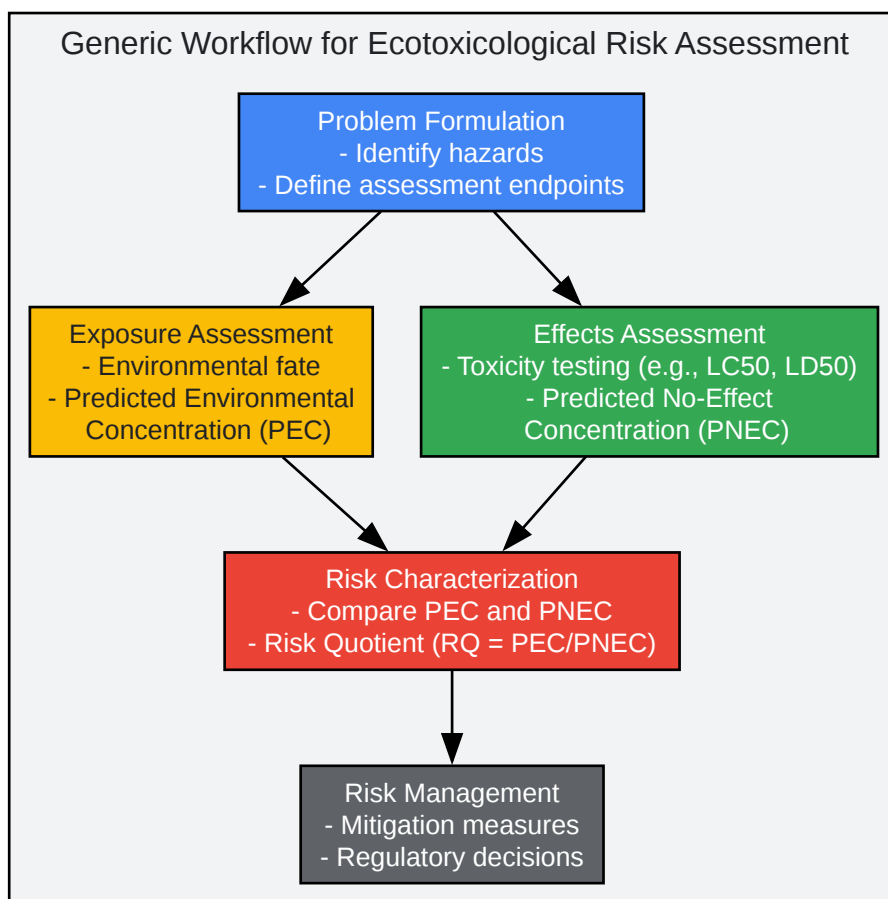 Generic Workflow for Ecotoxicological Risk Assessment
Problem Formulation
- Identify hazards
- Define assessment endpoints
Exposure Assessment
- Environmental fate
- Predicted Environmental
Concentration (PEC)
Effects Assessment
- Toxicity testing (e.g., LC50, LD50)
- Predicted No-Effect
Concentration (PNEC)
Risk Characterization
- Compare PEC and PNEC
- Risk Quotient (RQ = PEC/PNEC)
Risk Management
- Mitigation measures
- Regulatory decisions